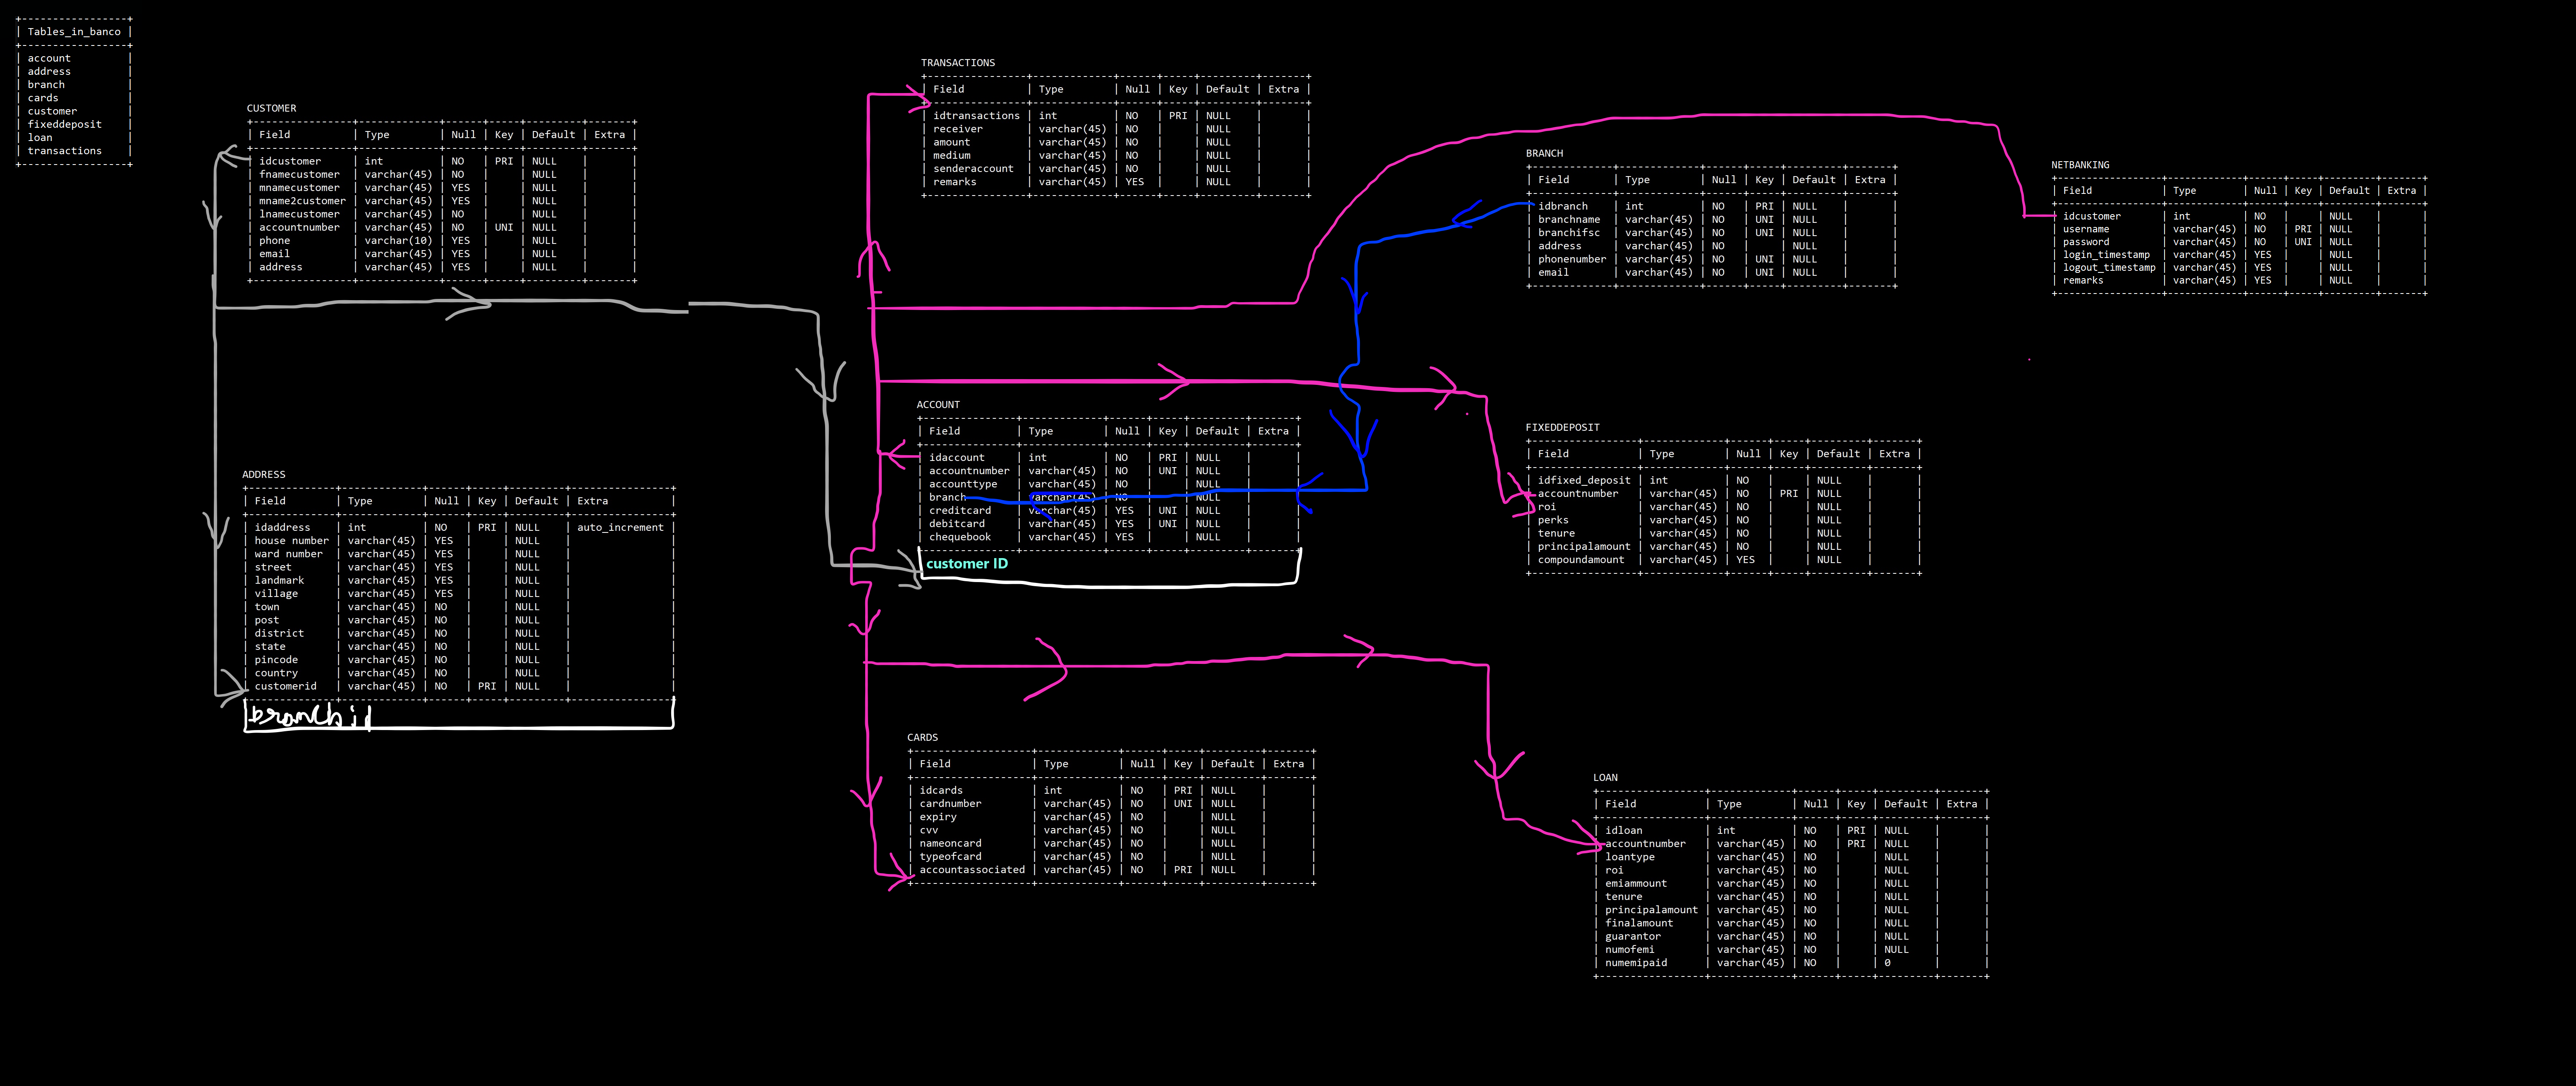 +-----------------+
| Tables_in_banco |
+-----------------+
| account         |
| address         |
| branch          |
| cards           |
| customer        |
| fixeddeposit    |
| loan            |
| transactions    |
+-----------------+
CUSTOMER
| Field | Type | Null | Key | Default | Extra |
| idcustomer | int | NO | PRI | NULL | |
| fnamecustomer | varchar(45) | NO | | NULL | |
| mnamecustomer | varchar(45) | YES | | NULL | |
| mname2customer | varchar(45) | YES | | NULL | |
| lnamecustomer | varchar(45) | NO | | NULL | |
| accountnumber | varchar(45) | NO | UNI | NULL | |
| phone | varchar(10) | YES | | NULL | |
| email | varchar(45) | YES | | NULL | |
| address | varchar(45) | YES | | NULL | |
ADDRESS
| Field | Type | Null | Key | Default | Extra |
| idaddress | int | NO | PRI | NULL | auto_increment |
| house number | varchar(45) | YES | | NULL | |
| ward number | varchar(45) | YES | | NULL | |
| street | varchar(45) | YES | | NULL | |
| landmark | varchar(45) | YES | | NULL | |
| village | varchar(45) | YES | | NULL | |
| town | varchar(45) | NO | | NULL | |
| post | varchar(45) | NO | | NULL | |
| district | varchar(45) | NO | | NULL | |
| state | varchar(45) | NO | | NULL | |
| pincode | varchar(45) | NO | | NULL | |
| country | varchar(45) | NO | | NULL | |
| customerid | varchar(45) | NO | PRI | NULL | |
branchid
TRANSACTIONS
| Field | Type | Null | Key | Default | Extra |
| idtransactions | int | NO | PRI | NULL | |
| receiver | varchar(45) | NO | | NULL | |
| amount | varchar(45) | NO | | NULL | |
| medium | varchar(45) | NO | | NULL | |
| senderaccount | varchar(45) | NO | | NULL | |
| remarks | varchar(45) | YES | | NULL | |
ACCOUNT
| Field | Type | Null | Key | Default | Extra |
| idaccount | int | NO | PRI | NULL | |
| accountnumber | varchar(45) | NO | UNI | NULL | |
| accounttype | varchar(45) | NO | | NULL | |
| branch | varchar(45) | NO | | NULL | |
| creditcard | varchar(45) | YES | UNI | NULL | |
| debitcard | varchar(45) | YES | UNI | NULL | |
| chequebook | varchar(45) | YES | | NULL | |
customer ID
CARDS
| Field | Type | Null | Key | Default | Extra |
| idcards | int | NO | PRI | NULL | |
| cardnumber | varchar(45) | NO | UNI | NULL | |
| expiry | varchar(45) | NO | | NULL | |
| cvv | varchar(45) | NO | | NULL | |
| nameoncard | varchar(45) | NO | | NULL | |
| typeofcard | varchar(45) | NO | | NULL | |
| accountassociated | varchar(45) | NO | PRI | NULL | |
BRANCH
| Field | Type | Null | Key | Default | Extra |
| idbranch | int | NO | PRI | NULL | |
| branchname | varchar(45) | NO | UNI | NULL | |
| branchifsc | varchar(45) | NO | UNI | NULL | |
| address | varchar(45) | NO | | NULL | |
| phonenumber | varchar(45) | NO | UNI | NULL | |
| email | varchar(45) | NO | UNI | NULL | |
FIXEDDEPOSIT
| Field | Type | Null | Key | Default | Extra |
| idfixed_deposit | int | NO | | NULL | |
| accountnumber | varchar(45) | NO | PRI | NULL | |
| roi | varchar(45) | NO | | NULL | |
| perks | varchar(45) | NO | | NULL | |
| tenure | varchar(45) | NO | | NULL | |
| principalamount | varchar(45) | NO | | NULL | |
| compoundamount | varchar(45) | YES | | NULL | |
LOAN
| Field | Type | Null | Key | Default | Extra |
| idloan | int | NO | PRI | NULL | |
| accountnumber | varchar(45) | NO | PRI | NULL | |
| loantype | varchar(45) | NO | | NULL | |
| roi | varchar(45) | NO | | NULL | |
| emiammount | varchar(45) | NO | | NULL | |
| tenure | varchar(45) | NO | | NULL | |
| principalamount | varchar(45) | NO | | NULL | |
| finalamount | varchar(45) | NO | | NULL | |
| guarantor | varchar(45) | NO | | NULL | |
| numofemi | varchar(45) | NO | | NULL | |
| numemipaid | varchar(45) | NO | | 0 | |
NETBANKING
| Field | Type | Null | Key | Default | Extra |
| idcustomer | int | NO | | NULL | |
| username | varchar(45) | NO | PRI | NULL | |
| password | varchar(45) | NO | UNI | NULL | |
| login_timestamp | varchar(45) | YES | | NULL | |
| logout_timestamp | varchar(45) | YES | | NULL | |
| remarks | varchar(45) | YES | | NULL | |